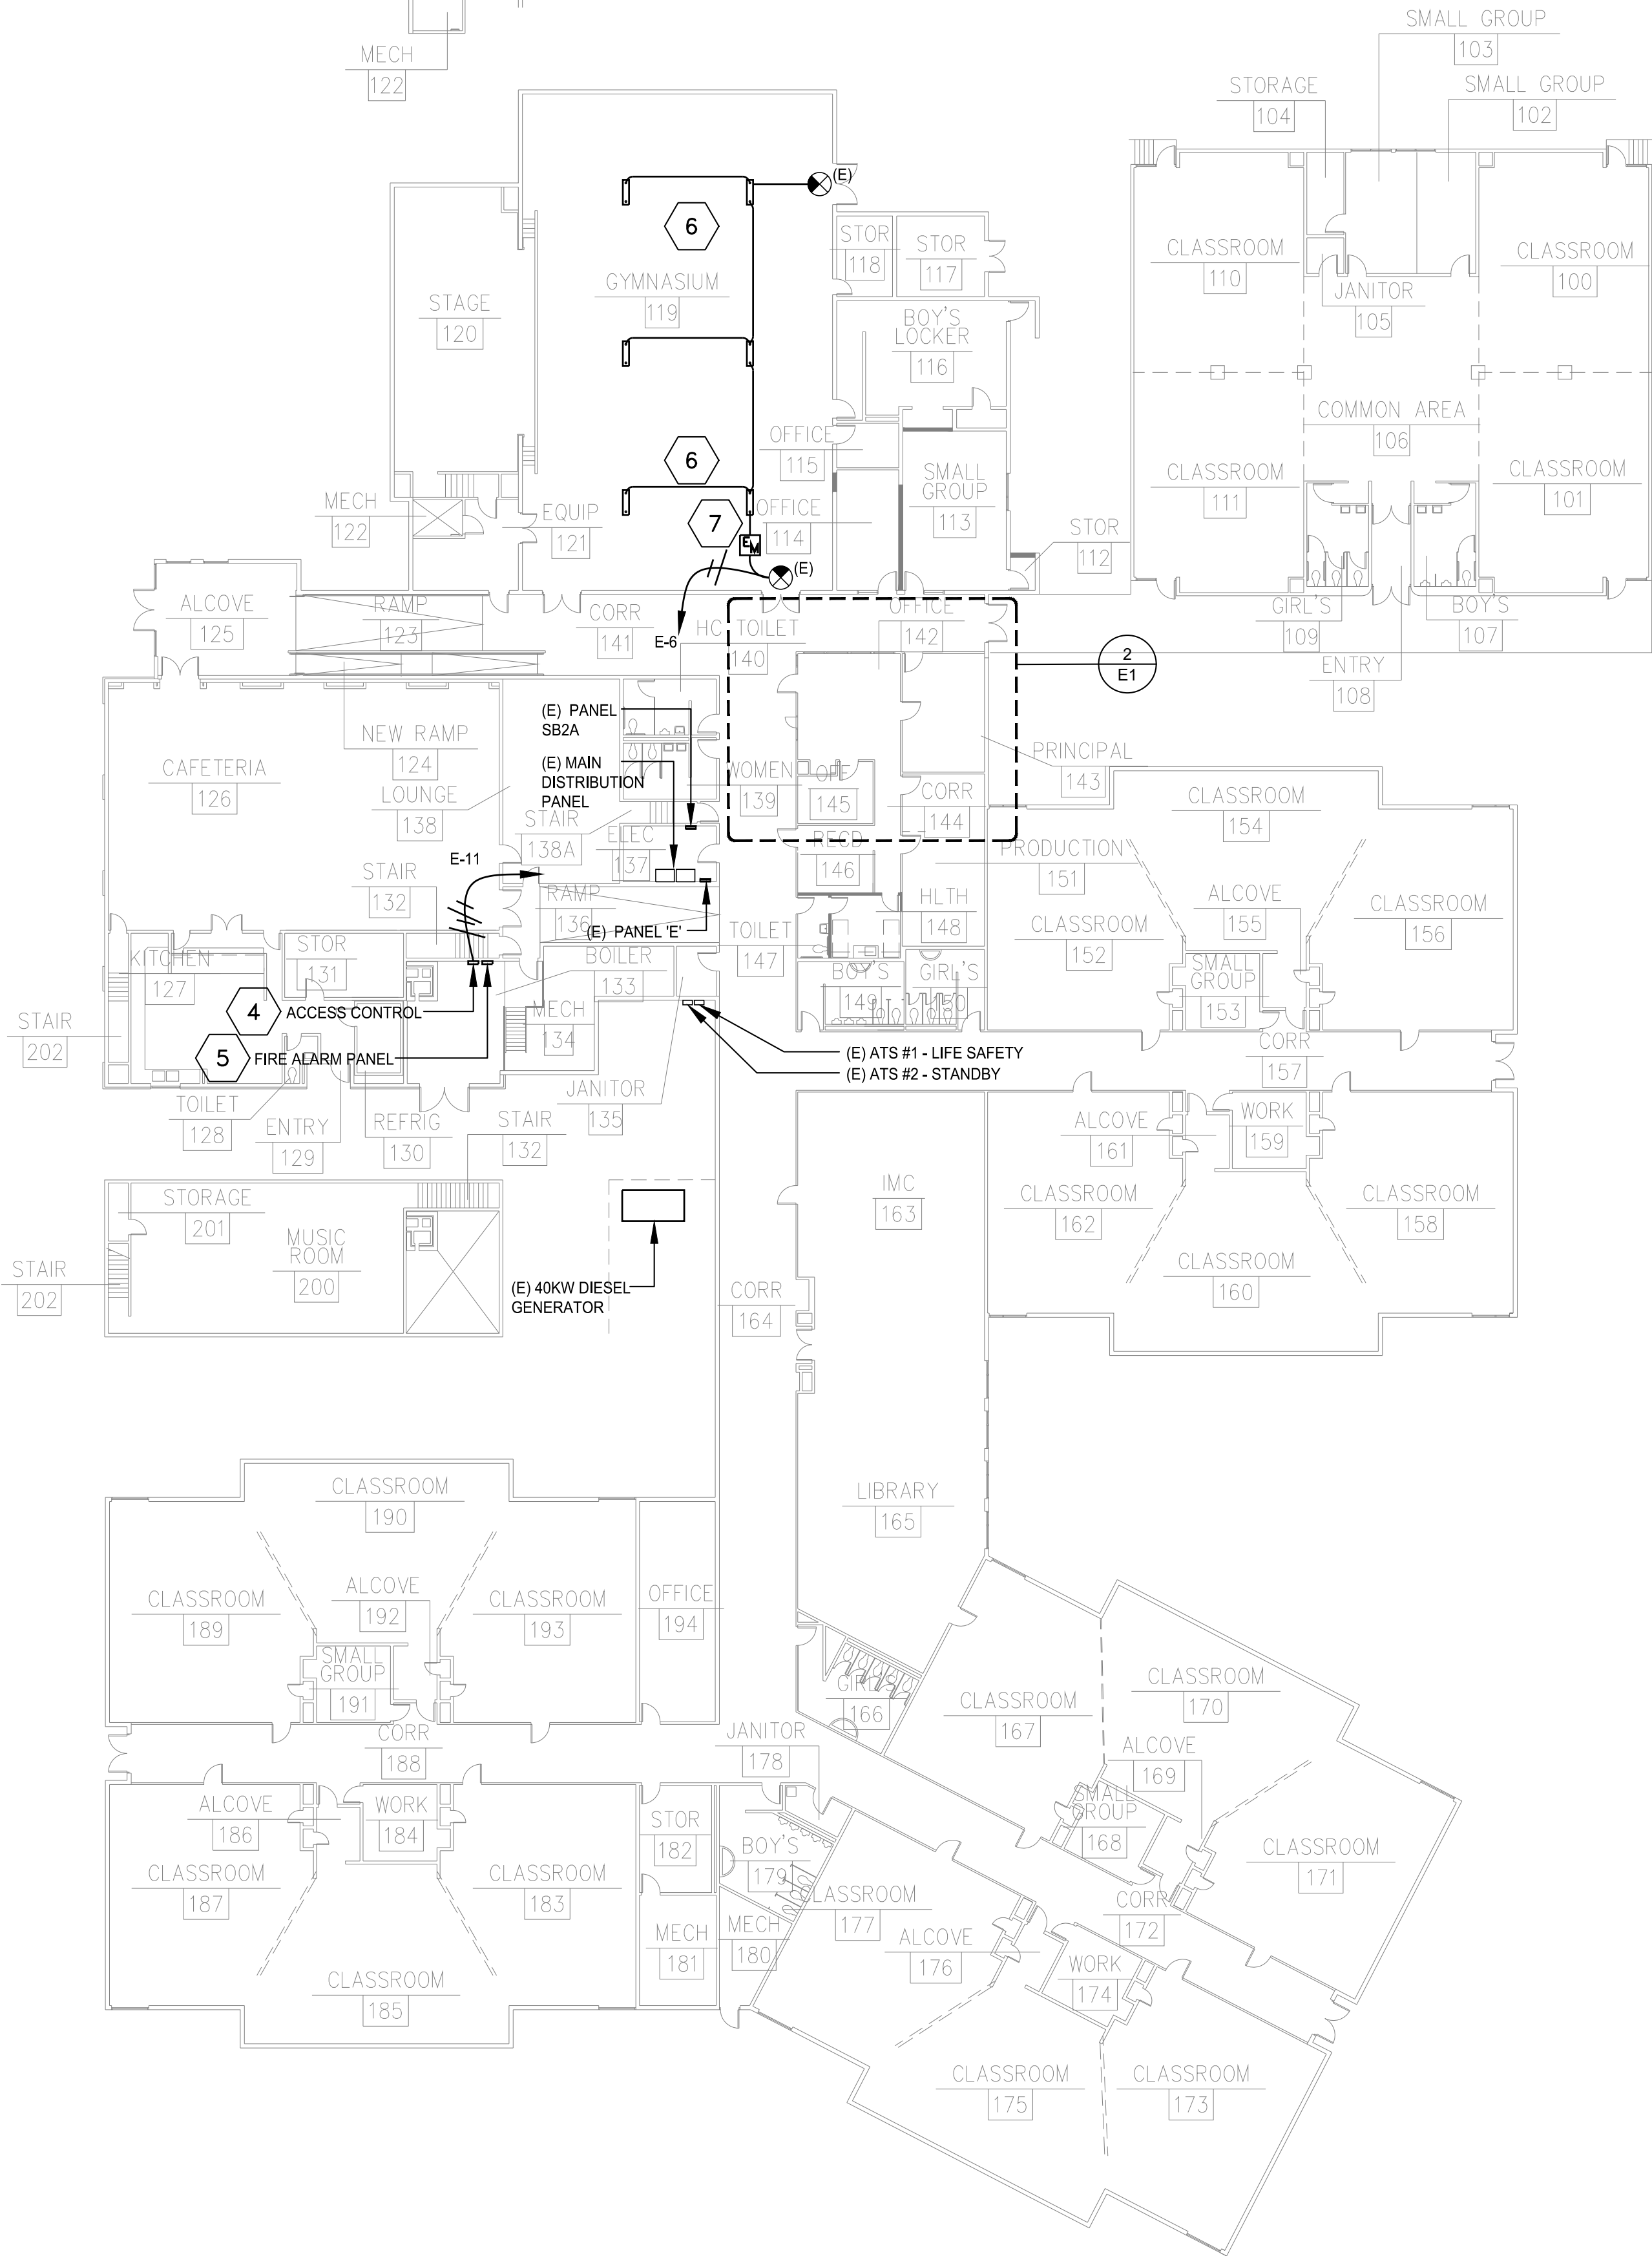 MECH
122
SMALL GROUP
103
SMALL GROUP
102
STORAGE
104
(E)
6
GYMNASIUM
119
STAGE
120
STOR
118
STOR
117
BOY'S
LOCKER
116
CLASSROOM
110
CLASSROOM
100
JANITOR
105
COMMON AREA
106
CLASSROOM
111
CLASSROOM
101
OFFICE
115
6
SMALL
GROUP
113
MECH
122
EQUIP
121
7
OFFICE
114
EM
(E)
STOR
112
GIRL'S
109
BOY'S
107
ENTRY
108
ALCOVE
125
RAMP
123
CORR
141
E-6
HC TOILET
140
OFFICE
142
2
E1
(E) PANEL
SB2A
(E) MAIN
DISTRIBUTION
PANEL
NEW RAMP
124
CAFETERIA
126
LOUNGE
138
STAIR
138A
WOMEN
139
OFF
145
PRINCIPAL
143
CORR
144
CLASSROOM
154
ELEC
137
E-11
STAIR
132
RECD
146
PRODUCTION
151
RAMP
136
(E) PANEL 'E'
HLTH
148
CLASSROOM
152
ALCOVE
155
CLASSROOM
156
KITCHEN
127
STOR
131
BOILER
133
TOILET
147
BOY'S
149
GIRL'S
150
SMALL
GROUP
153
4
ACCESS CONTROL
MECH
134
STAIR
202
5
FIRE ALARM PANEL
(E) ATS #1 - LIFE SAFETY
(E) ATS #2 - STANDBY
CORR
157
TOILET
128
ENTRY
129
REFRIG
130
STAIR
132
JANITOR
135
ALCOVE
161
WORK
159
STORAGE
201
MUSIC
ROOM
200
IMC
163
CLASSROOM
162
CLASSROOM
158
STAIR
202
(E) 40KW DIESEL
GENERATOR
CORR
164
CLASSROOM
160
CLASSROOM
190
LIBRARY
165
CLASSROOM
189
ALCOVE
192
CLASSROOM
193
OFFICE
194
SMALL
GROUP
191
GIRL'S
166
CLASSROOM
167
CLASSROOM
170
CORR
188
JANITOR
178
ALCOVE
169
SMALL
GROUP
168
ALCOVE
186
WORK
184
STOR
182
BOY'S
179
CLASSROOM
171
CLASSROOM
187
CLASSROOM
183
CLASSROOM
177
CORR
172
MECH
181
MECH
180
ALCOVE
176
WORK
174
CLASSROOM
185
CLASSROOM
175
CLASSROOM
173